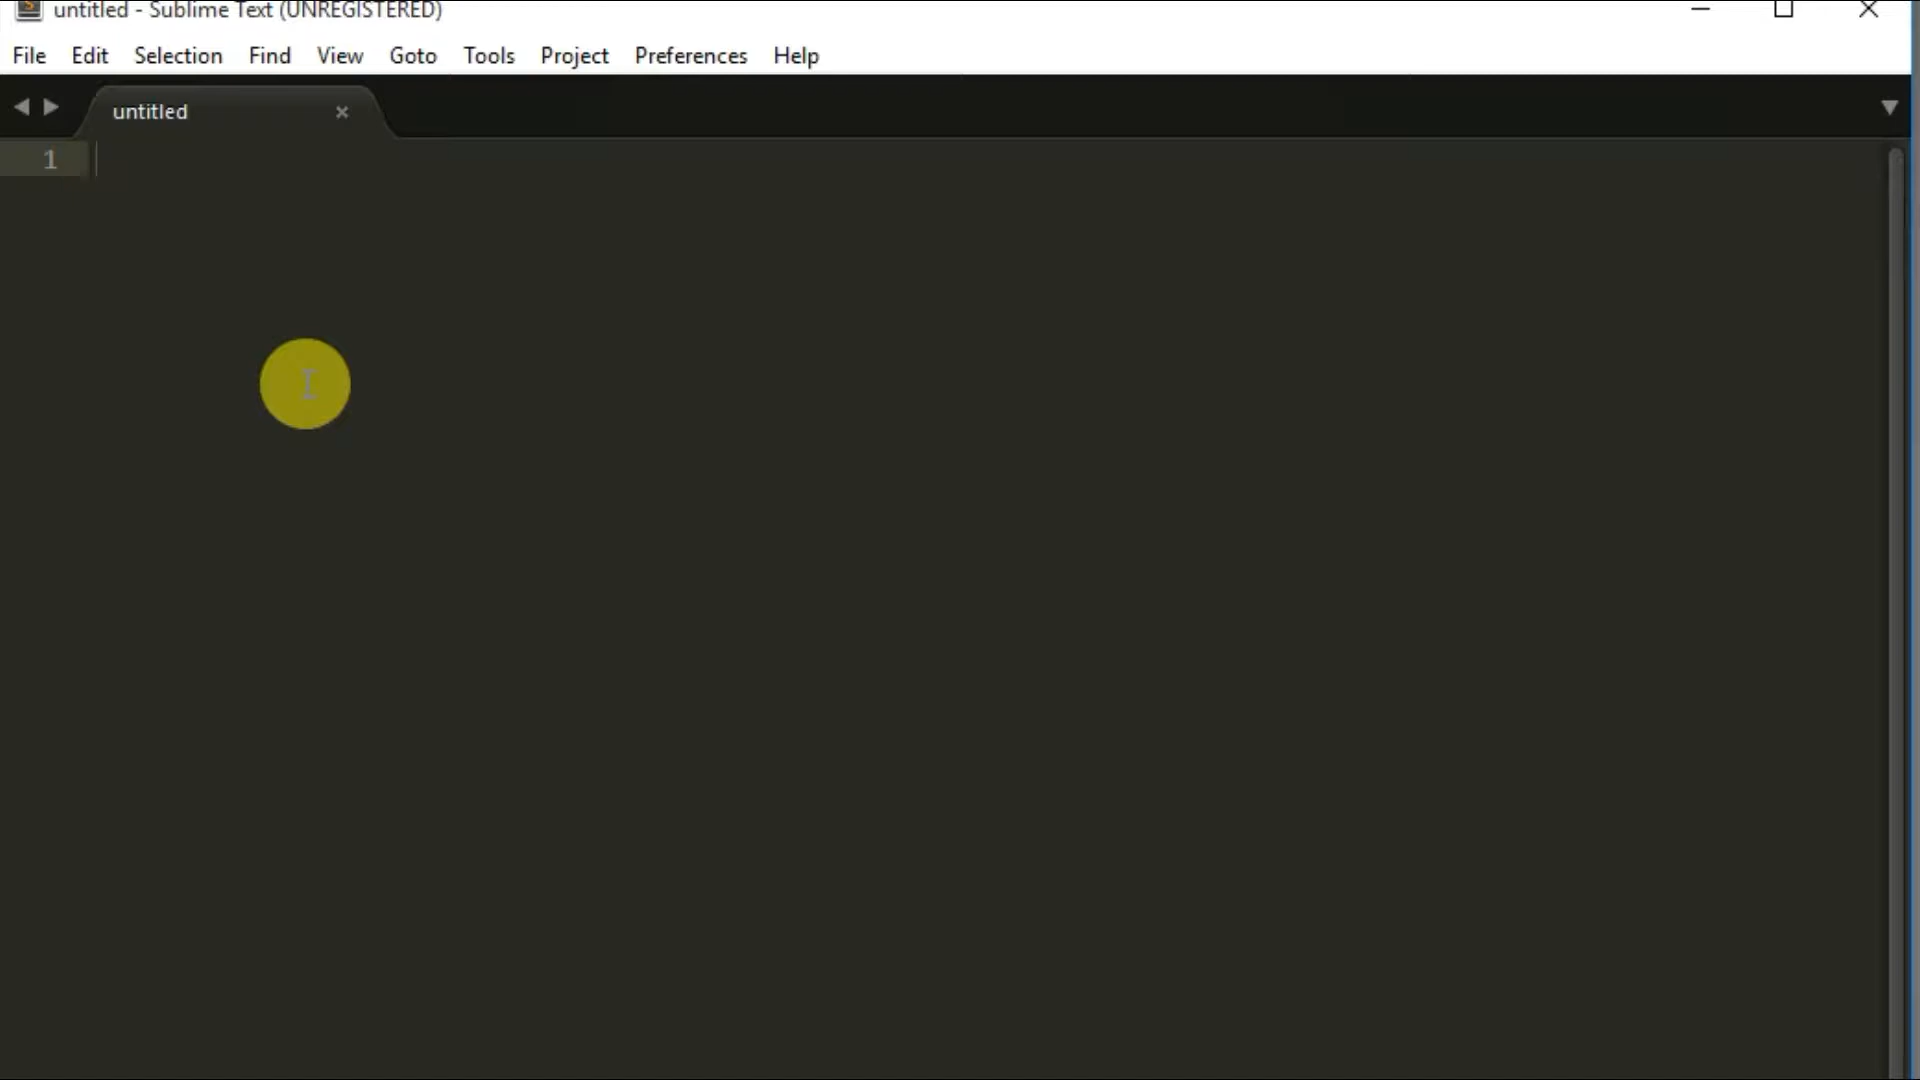 untitled - Sublime Text (UNREGISTERED)
File Edit Selection Find View Goto Tools Project Preferences Help
untitled
1